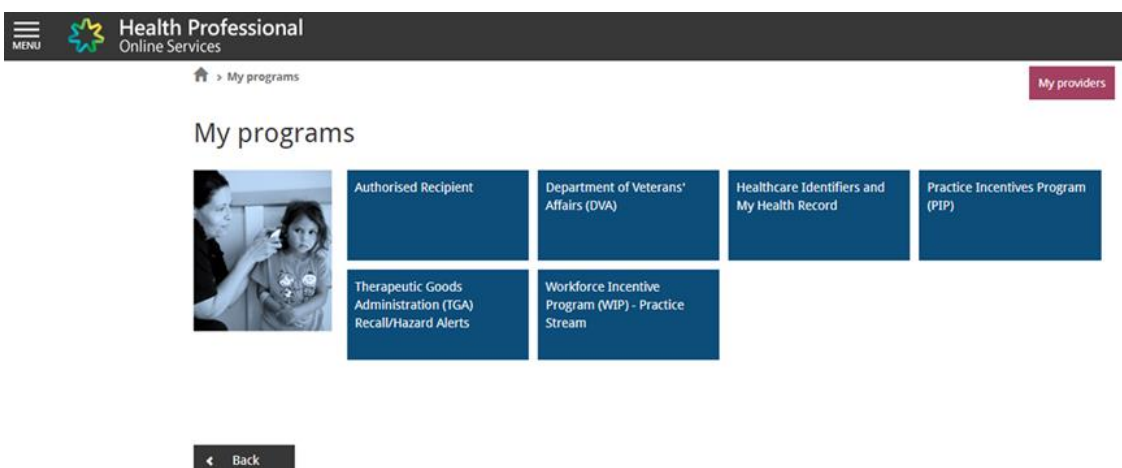 MENU
Health Professional
Online Services
> My programs
My providers
My programs
Authorised Recipient
Department of Veterans'
Affairs (DVA)
Healthcare Identifiers and
My Health Record
Practice Incentives Program
(PIP)
Therapeutic Goods
Administration (TGA)
Recall/Hazard Alerts
Workforce Incentive
Program (WIP) - Practice
Stream
Back